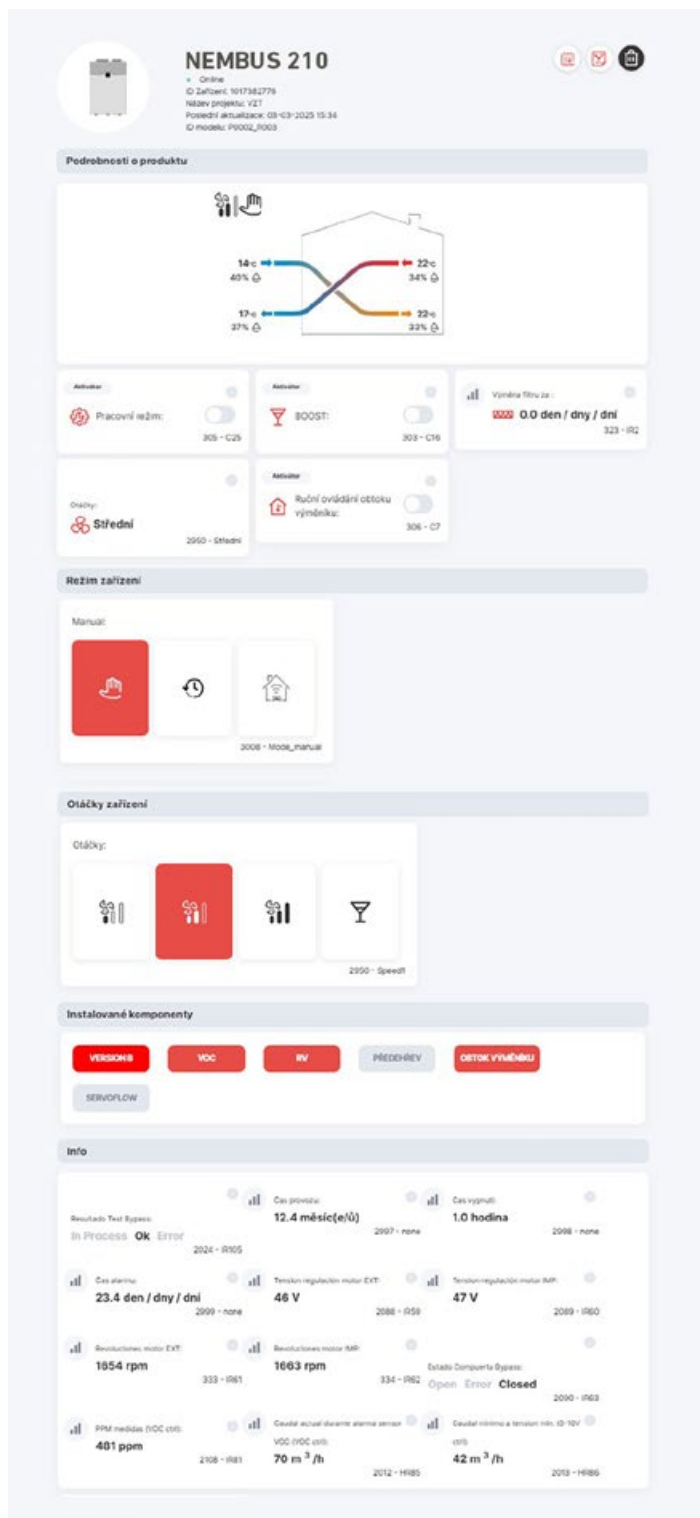 NEMBUS 210
Online
ID Zařízení: 1017382776
Název projektu: VZT
Poslední aktualizace: 03-03-2025 15:34
ID modelu: P0002_R003
Podrobnosti o produktu
14°C
40%
22°C
34%
17°C
37%
22°C
33%
Aktivátor
Pracovní režim:
305 - C25
Aktivátor
BOOST:
303 - C16
Výměna filtru za :
0.0 den / dny / dní
323 - IR2
Otáčky:
Střední
2950 - Střední
Aktivátor
Ruční ovládání obtoku
výměníku:
306 - C7
Režim zařízení
Manual:
3008 - Mode_manual
Otáčky zařízení
Otáčky:
2950 - Speed1
Instalované komponenty
VERSION8
VOC
RV
PŘEDEHŘEV
OBTOK VÝMĚNÍKU
SERVOFLOW
Info
Resultado Test Bypass:
In Process Ok Error
2024 - IR105
Čas provozu:
12.4 měsíc(e/ů)
2997 - none
Čas vypnutí:
1.0 hodina
2998 - none
Čas alarmu:
23.4 den / dny / dní
2999 - none
Tension regulación motor EXT:
46 V
2088 - IR59
Tension regulación motor IMP:
47 V
2089 - IR60
Revoluciones motor EXT:
1654 rpm
333 - IR61
Revoluciones motor IMP:
1663 rpm
334 - IR62
Estado Compuerta Bypass:
Open Error Closed
2090 - IR63
PPM medidas (VOC ctrl):
481 ppm
2108 - IR81
Caudal actual durante alarma sensor
VOC (VOC ctrl):
70 m³/h
2012 - HR85
Caudal mínimo a tension mín. (0-10V
ctrl):
42 m³/h
2013 - HR86